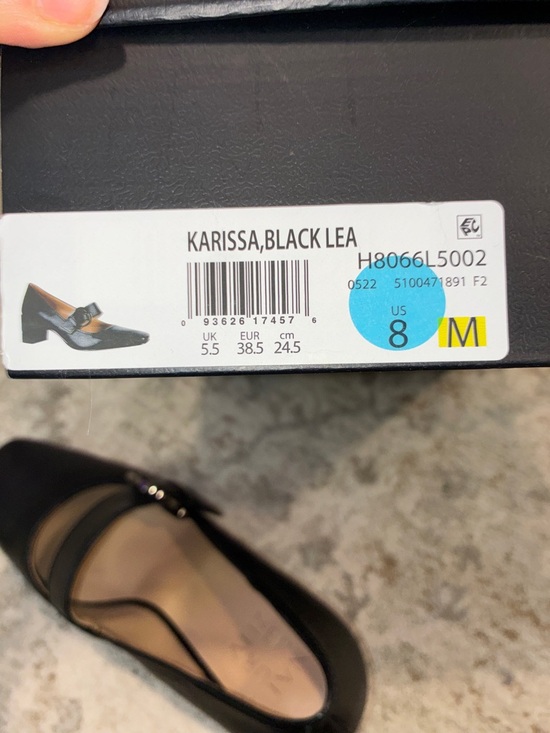 KARISSA,BLACK LEA
H8066L5002
0522 5100471891 F2
0 93626 17457 6
UK EUR cm
5.5 38.5 24.5
US
8 M